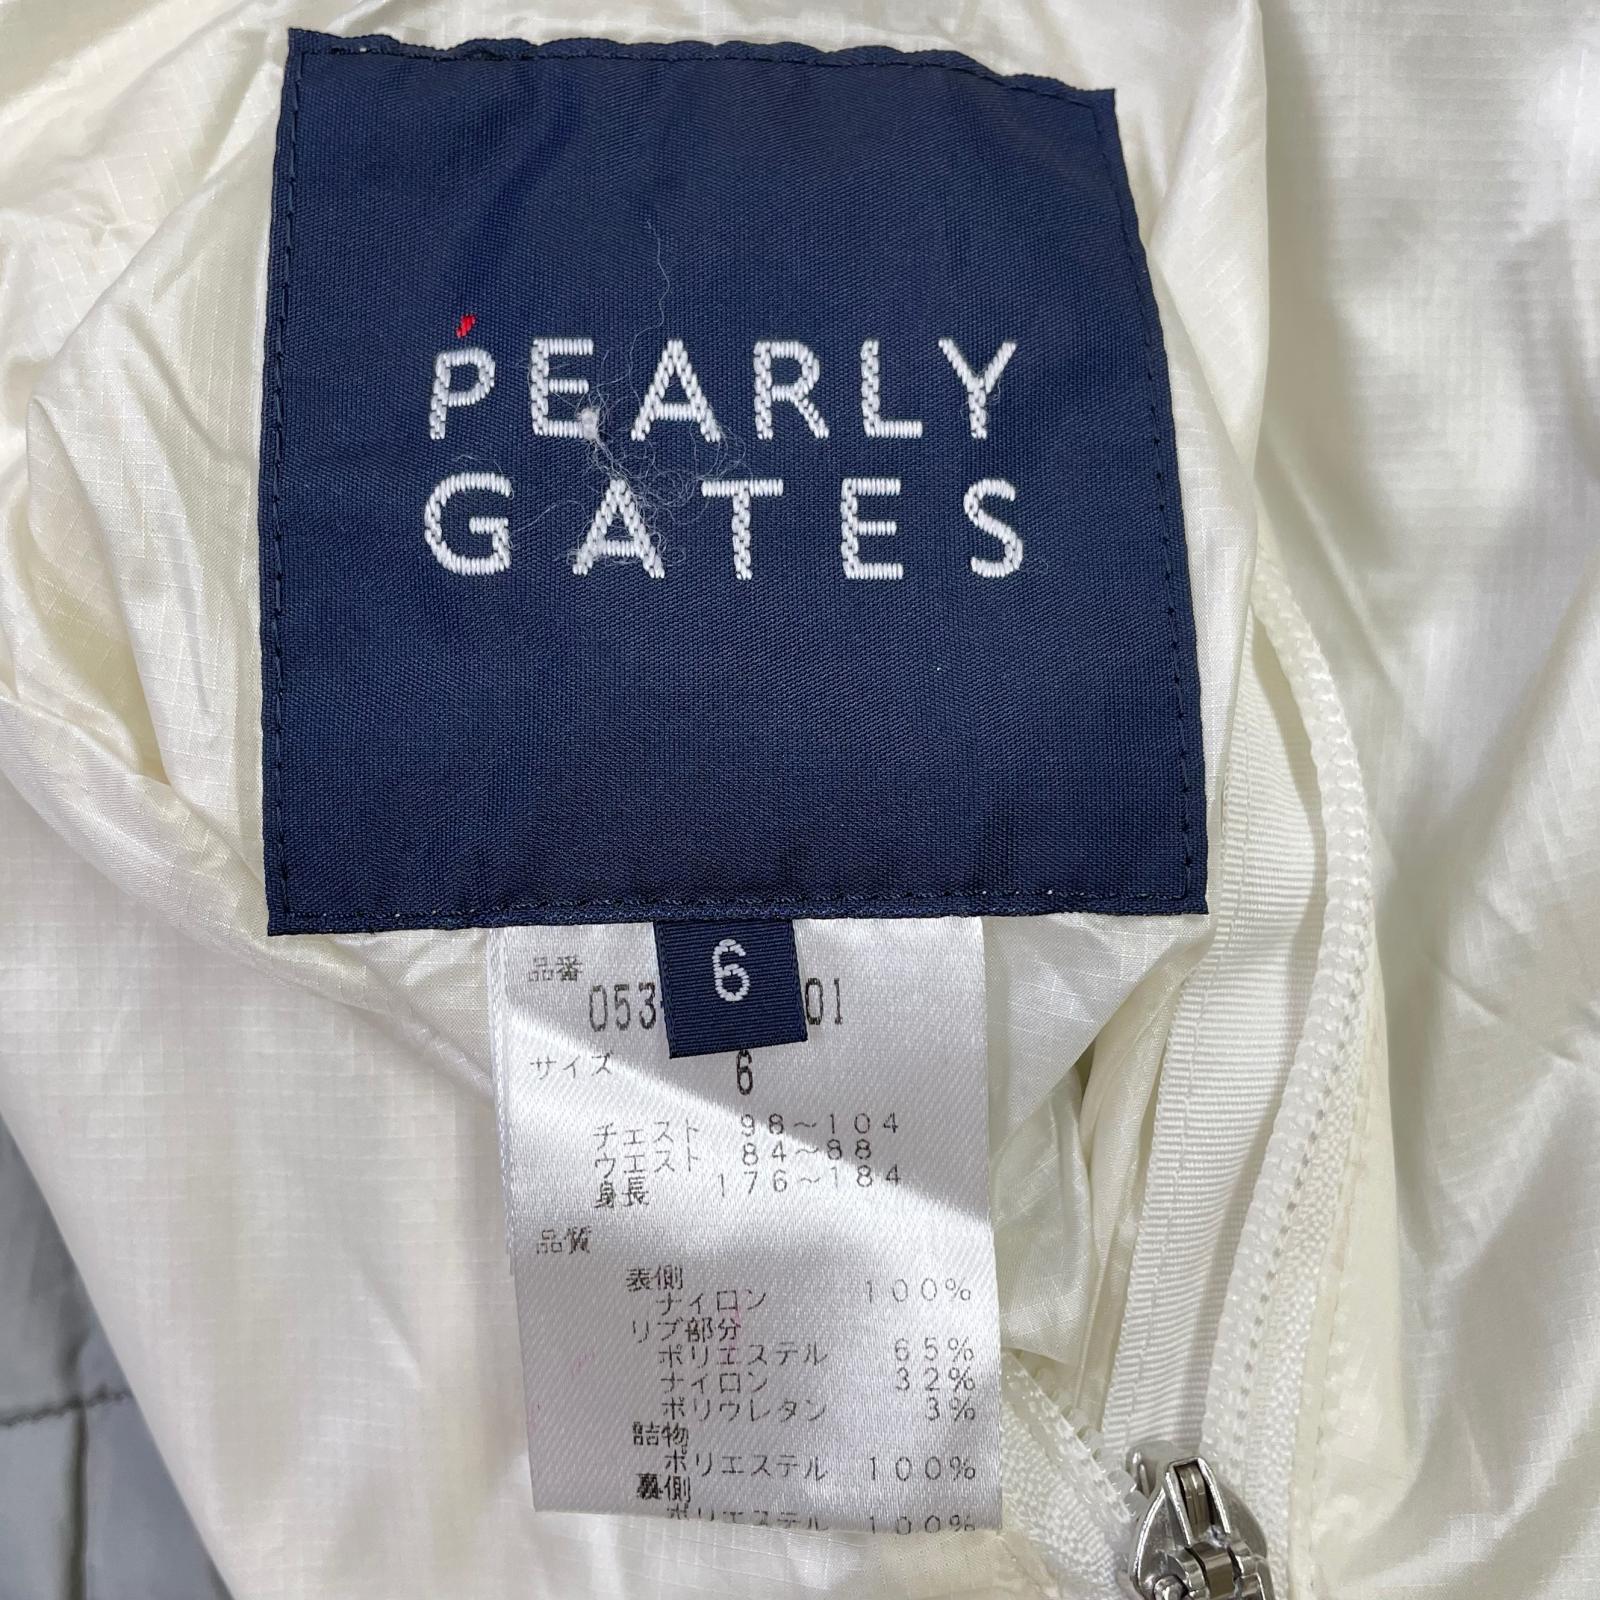 PEARLY
GATES
6
品番
053 01
サイズ 6
チェスト 98~104
ウエスト 84~88
身長 176~184
品質
表側
ナイロン 100%
リブ部分
ポリエステル 65%
ナイロン 32%
ポリウレタン 3%
詰物
ポリエステル 100%
裏側
ポリエステル 100%